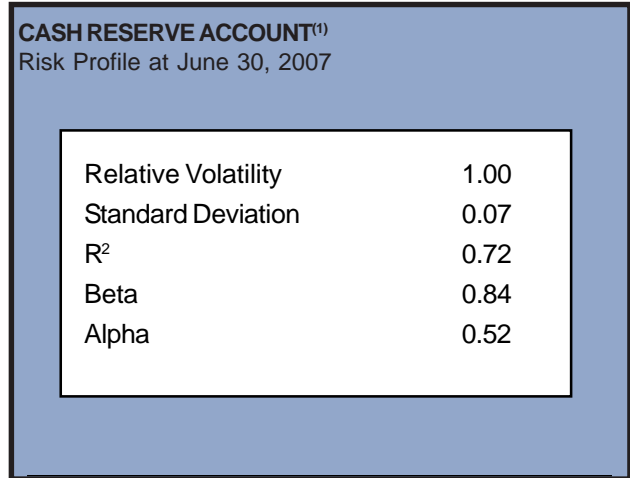 CASH RESERVE ACCOUNT(1)
Risk Profile at June 30, 2007
Relative Volatility 1.00
Standard Deviation 0.07
R2 0.72
Beta 0.84
Alpha 0.52